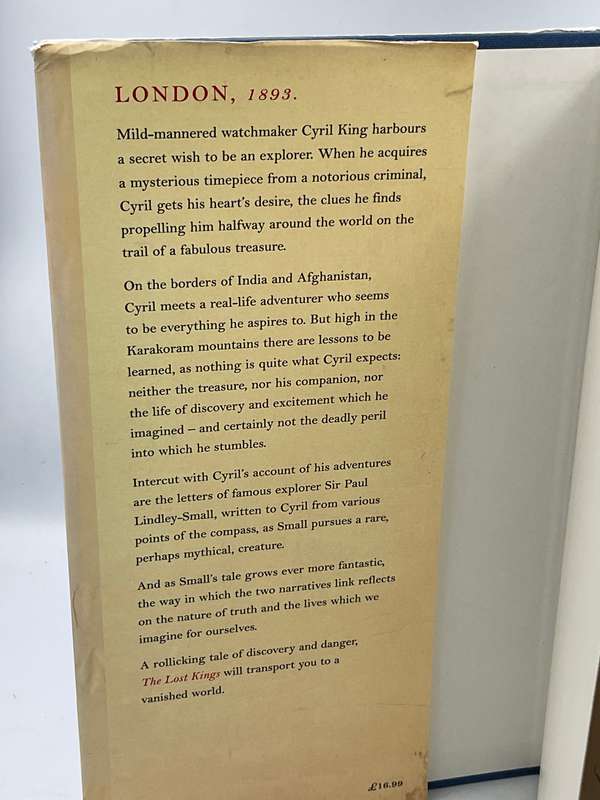 LONDON, 1893.
Mild-mannered watchmaker Cyril King harbours
a secret wish to be an explorer. When he acquires
a mysterious timepiece from a notorious criminal,
Cyril gets his heart's desire, the clues he finds
propelling him halfway around the world on the
trail of a fabulous treasure.
On the borders of India and Afghanistan,
Cyril meets a real-life adventurer who seems
to be everything he aspires to. But high in the
Karakoram mountains there are lessons to be
learned, as nothing is quite what Cyril expects:
neither the treasure, nor his companion, nor
the life of discovery and excitement which he
imagined – and certainly not the deadly peril
into which he stumbles.
Intercut with Cyril's account of his adventures
are the letters of famous explorer Sir Paul
Lindley-Small, written to Cyril from various
points of the compass, as Small pursues a rare,
perhaps mythical, creature.
And as Small's tale grows ever more fantastic,
the way in which the two narratives link reflects
on the nature of truth and the lives which we
imagine for ourselves.
A rollicking tale of discovery and danger,
The Lost Kings will transport you to a
vanished world.
£16.99